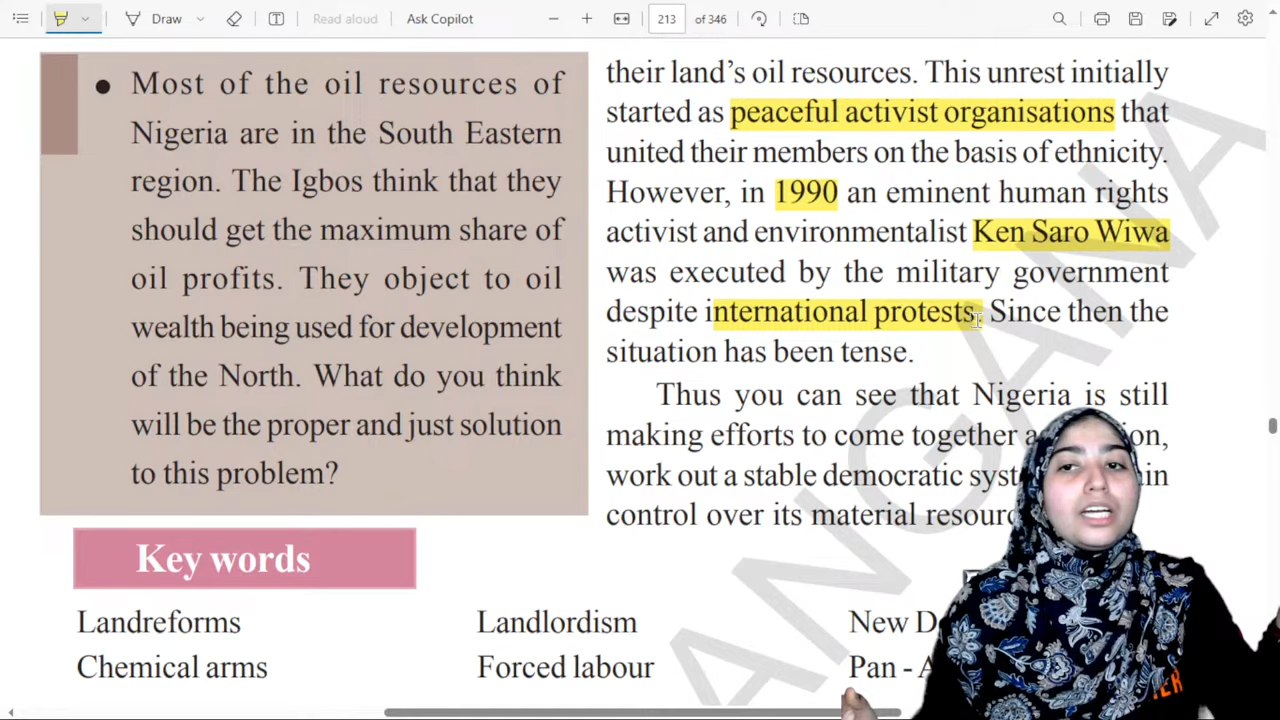 Draw
Read aloud
Ask Copilot
213
of 346
Most of the oil resources of
Nigeria are in the South Eastern
region. The Igbos think that they
should get the maximum share of
oil profits. They object to oil
wealth being used for development
of the North. What do you think
will be the proper and just solution
to this problem?
their land's oil resources. This unrest initially
started as peaceful activist organisations that
united their members on the basis of ethnicity.
However, in 1990 an eminent human rights
activist and environmentalist Ken Saro Wiwa
was executed by the military government
despite international protests. Since then the
situation has been tense.
Thus you can see that Nigeria is still
making efforts to come together
work out a stable democratic
control over its material
Key words
Landreforms
Landlordism
New
Chemical arms
Forced labour
Pan -
ANGANA